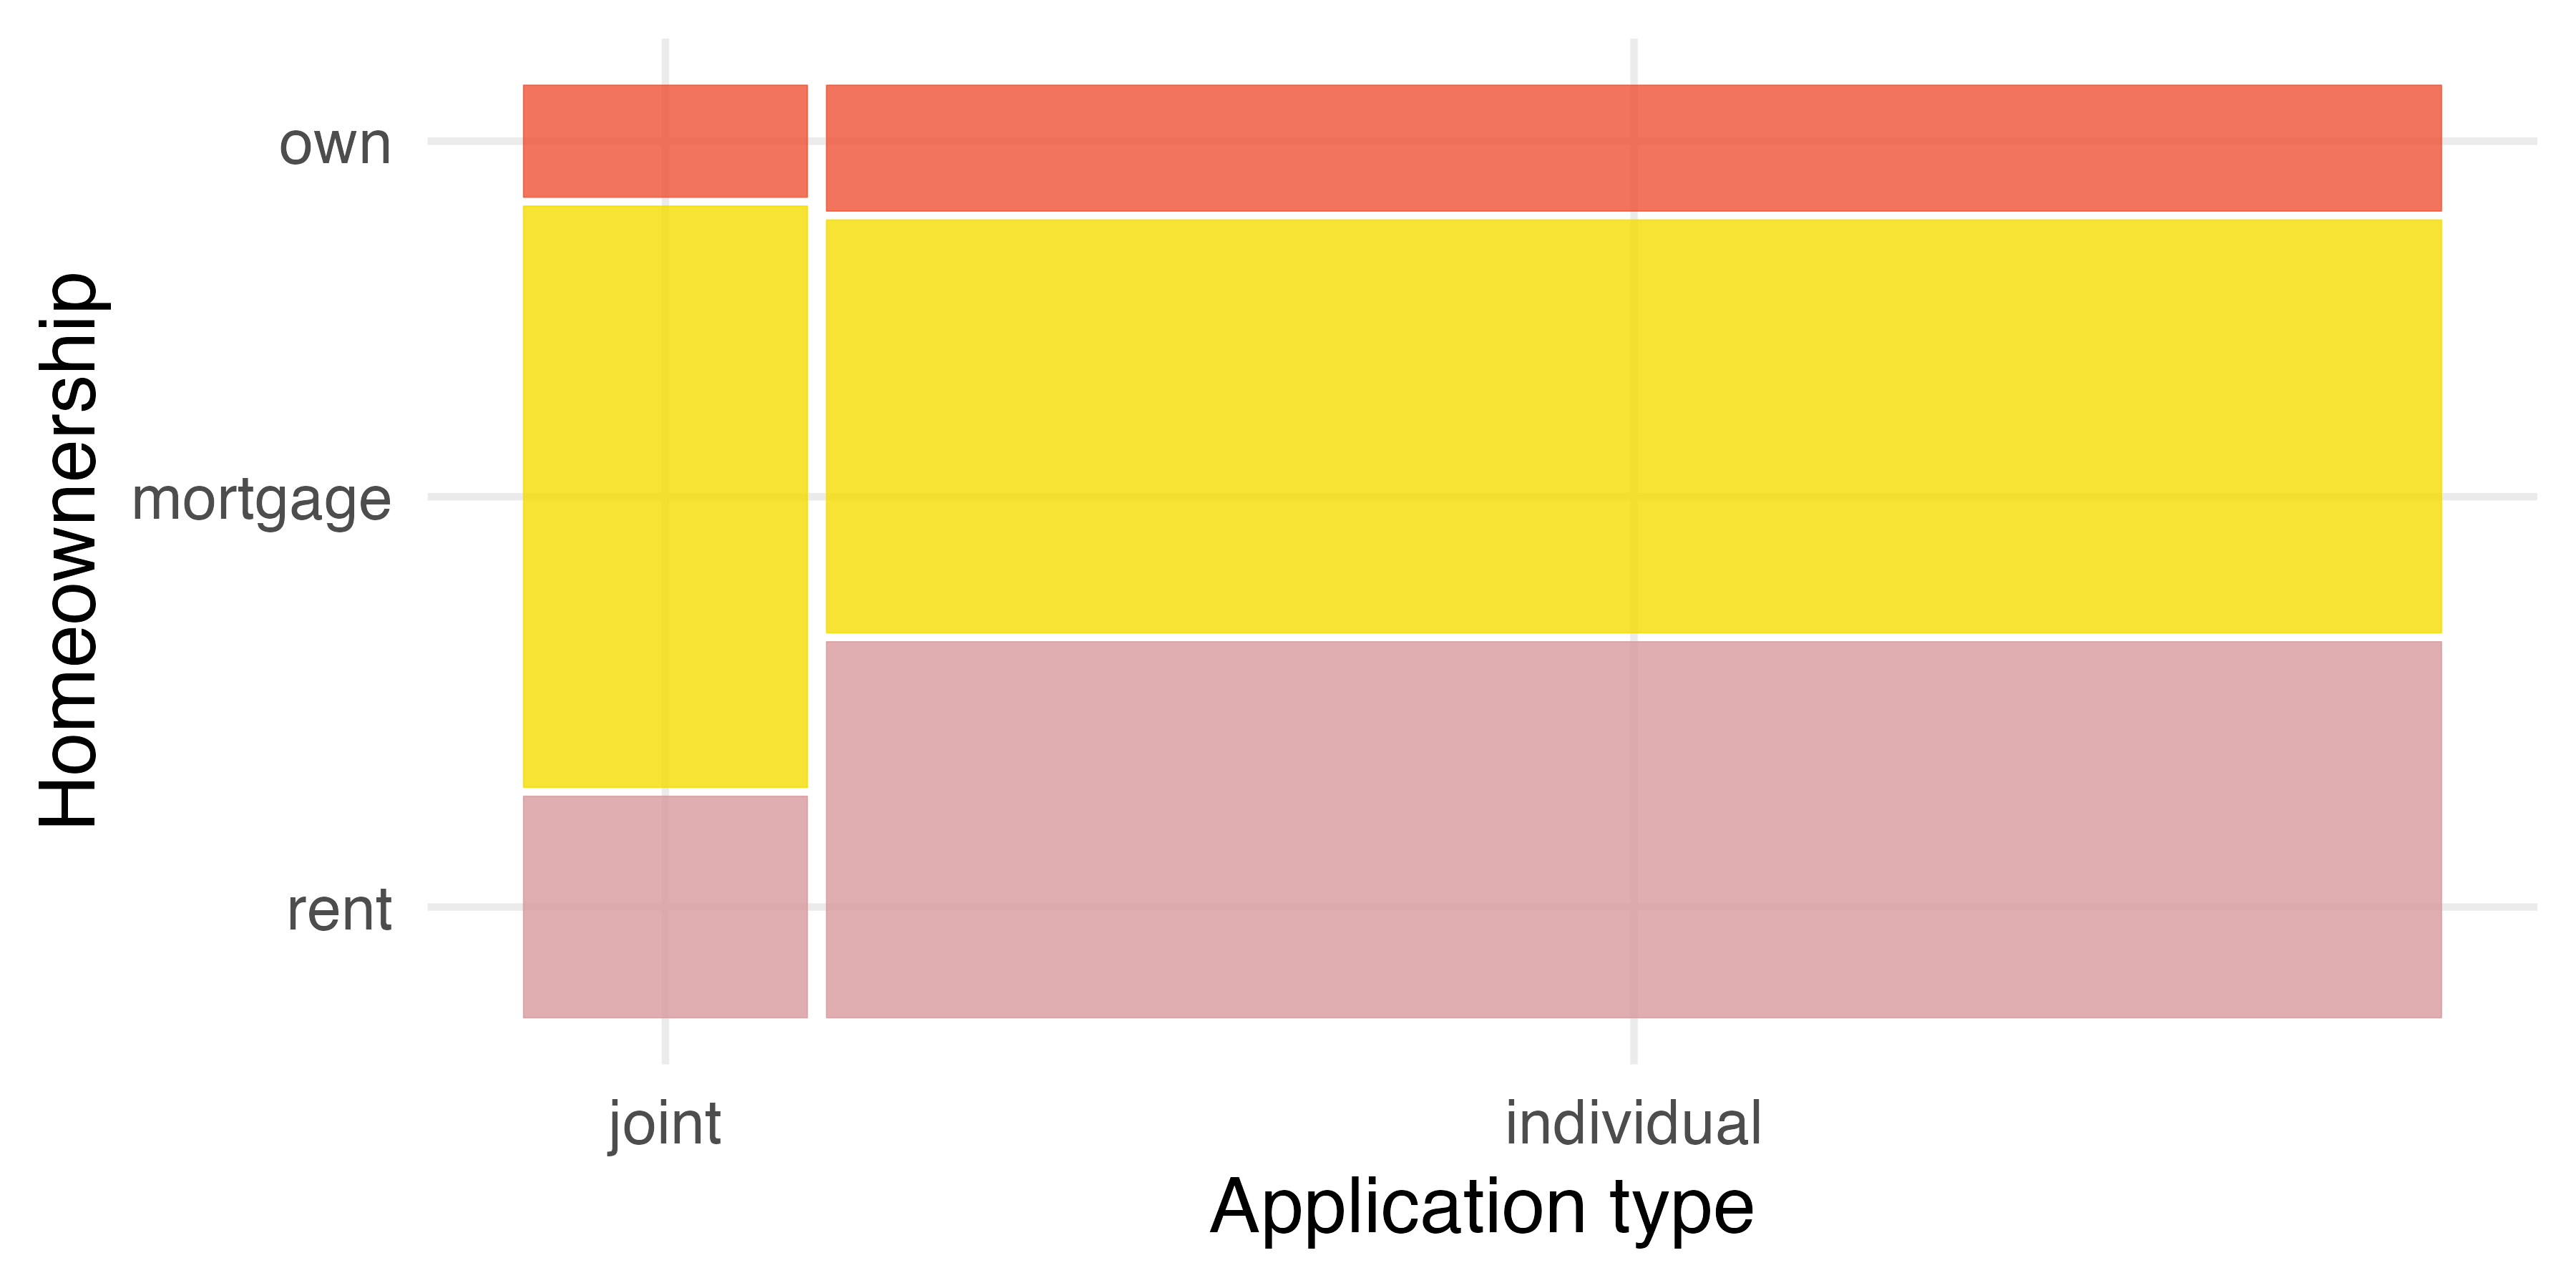 Homeownership
own
mortgage
rent
joint
individual
Application type